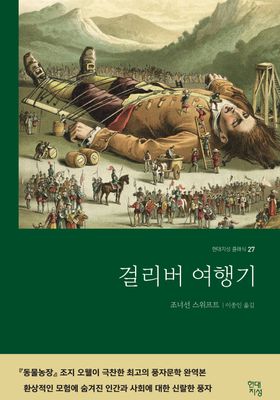 현대지성 클래식 27
걸리버 여행기
조너선 스위프트 | 이종인 옮김
『동물농장』 조지 오웰이 극찬한 최고의 풍자문학 완역본
환상적인 모험에 숨겨진 인간과 사회에 대한 신랄한 풍자
현대
지성